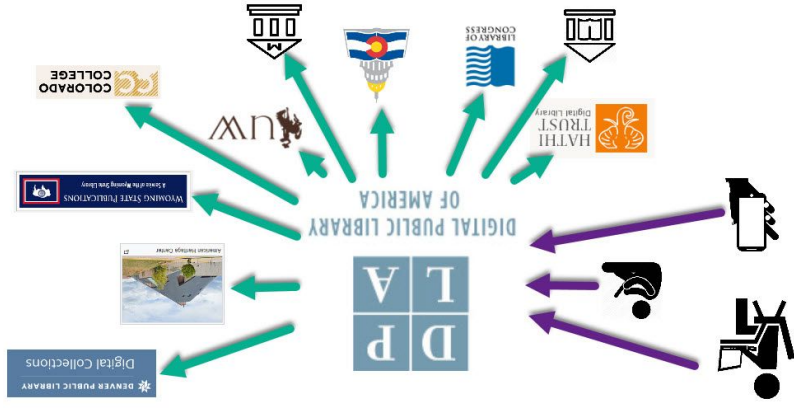 DENVER PUBLIC LIBRARY
Digital Collections
D P
L A
American Heritage Center
DIGITAL PUBLIC LIBRARY
OF AMERICA
WYOMING STATE PUBLICATIONS
A Service of the Wyoming State Library
HATHI
TRUST
Digital Library
UW
COLORADO
COLLEGE
M
LIBRARY OF
CONGRESS